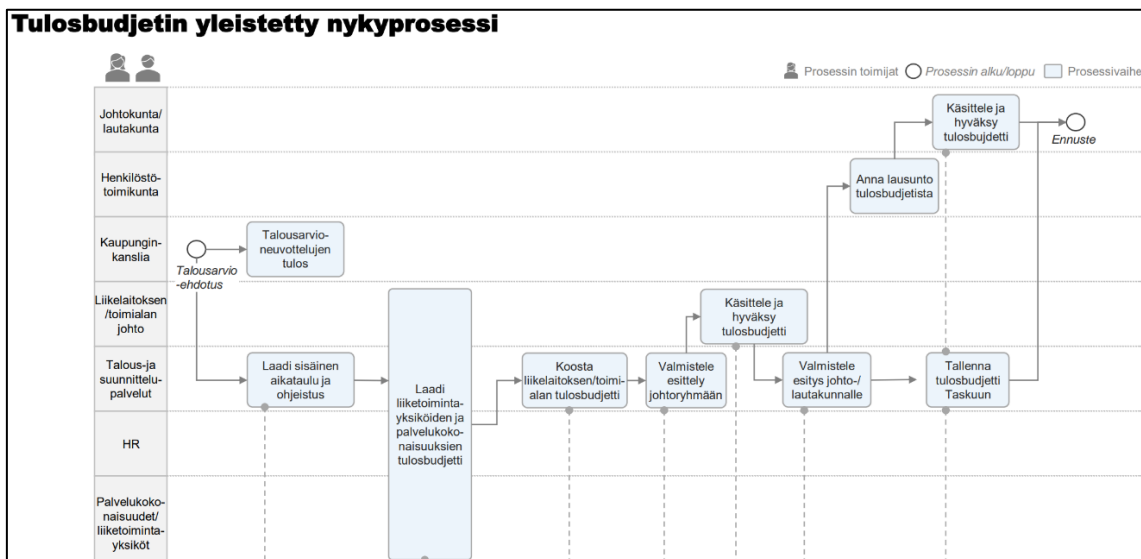 Tulosbudjetin yleistetty nykyprosessi
Prosessin toimijat
Prosessin alku/loppu
Prosessivaihe
Johtokunta/
lautakunta
Käsittele ja
hyväksy
tulosbujdetti
Ennuste
Henkilöstö-
toimikunta
Anna lausunto
tulosbudjetista
Kaupungin-
kanslia
Talousarvio
-ehdotus
Talousarvio-
neuvottelujen
tulos
Liikelaitoksen
/toimialan
johto
Käsittele ja
hyväksy
tulosbudjetti
Talous-ja
suunnittelu-
palvelut
Laadi sisäinen
aikataulu ja
ohjeistus
Laadi
liiketoiminta-
yksiköiden ja
palvelukoko-
naisuuksien
tulosbudjetti
Koosta
liikelaitoksen/toimi-
alan tulosbudjetti
Valmistele
esittely
johtoryhmään
Valmistele
esitys johto-/
lautakunnalle
Tallenna
tulosbudjetti
Taskuun
HR
Palvelukoko-
naisuudet/
liiketoiminta-
yksiköt